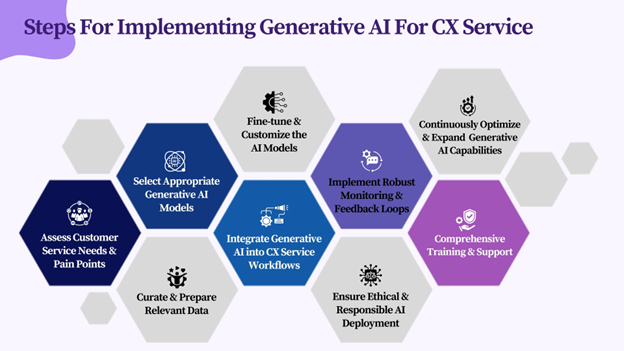 Steps For Implementing Generative AI For CX Service
Fine-tune &
Customize the
AI Models
Continuously Optimize
& Expand Generative
AI Capabilities
Select Appropriate
Generative AI
Models
Implement Robust
Monitoring &
Feedback Loops
Assess Customer
Service Needs &
Pain Points
Integrate Generative
AI into CX Service
Workflows
Comprehensive
Training & Support
Curate & Prepare
Relevant Data
Ensure Ethical &
Responsible AI
Deployment